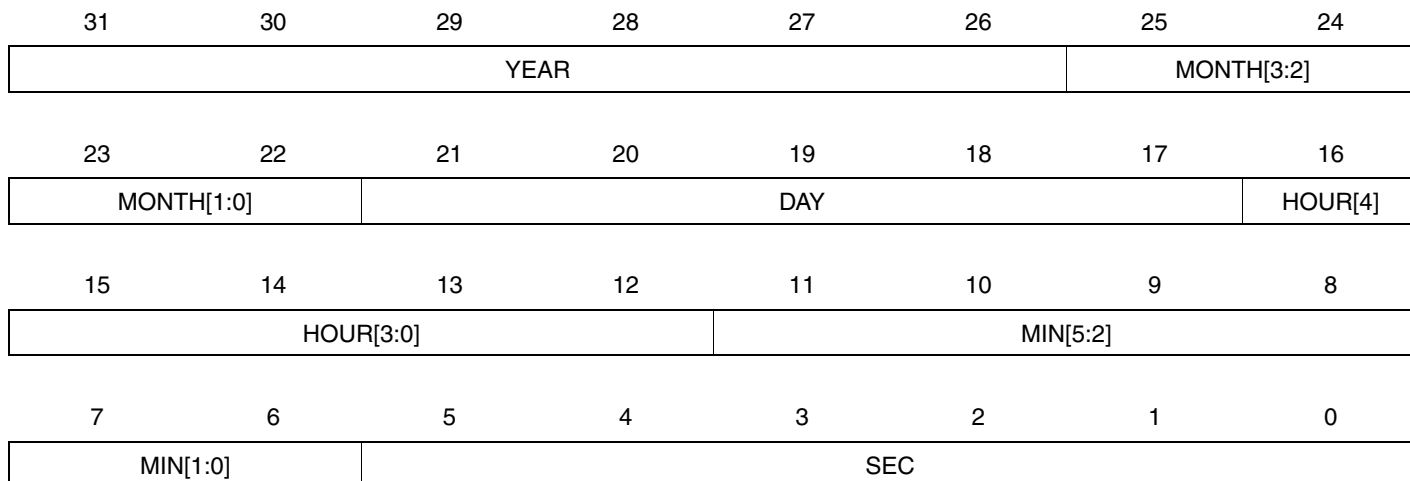 31 30 29 28 27 26 25 24
YEAR MONTH[3:2]
23 22 21 20 19 18 17 16
MONTH[1:0] DAY HOUR[4]
15 14 13 12 11 10 9 8
HOUR[3:0] MIN[5:2]
7 6 5 4 3 2 1 0
MIN[1:0] SEC